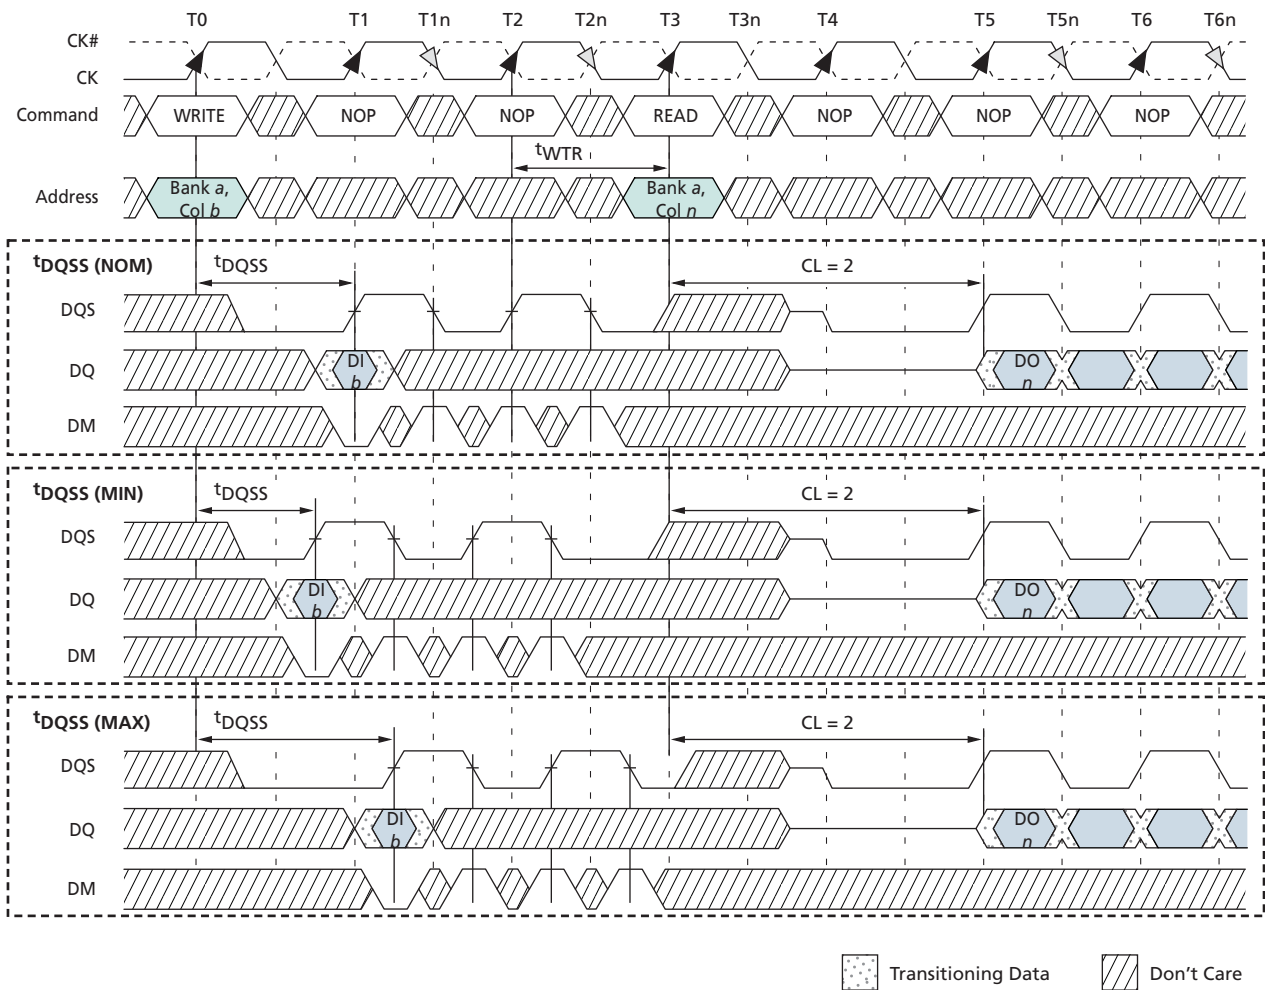 T0 T1 T1n T2 T2n T3 T3n T4 T5 T5n T6 T6n
CK#
CK
Command WRITE NOP NOP READ NOP NOP NOP
tWTR
Address Bank a, Col b Bank a, Col n
tDQSS (NOM) tDQSS CL = 2
DQS
DQ DI b DO n
DM
tDQSS (MIN) tDQSS CL = 2
DQS
DQ DI b DO n
DM
tDQSS (MAX) tDQSS CL = 2
DQS
DQ DI b DO n
DM
Transitioning Data Don't Care